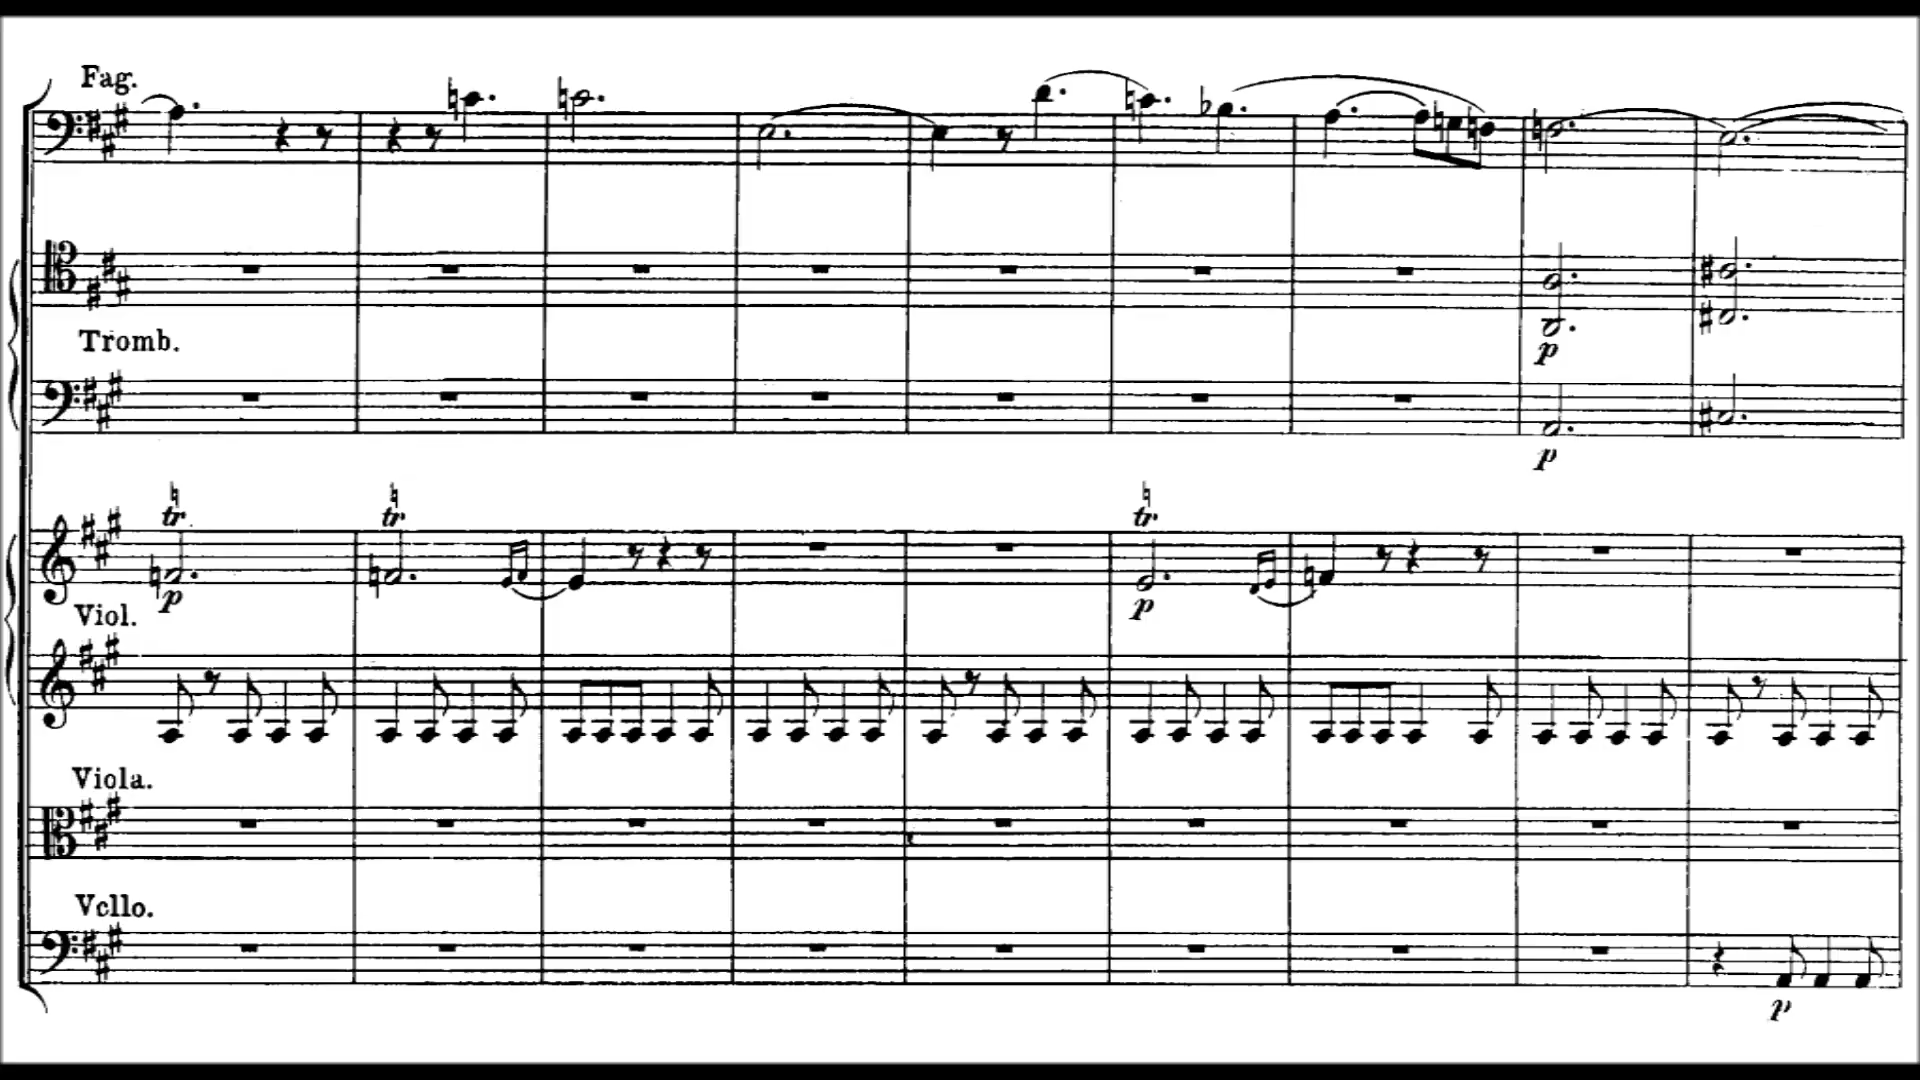 Fag.
Tromb.
p
p
tr tr tr
p p
Viol.
Viola.
Vcllo.
p